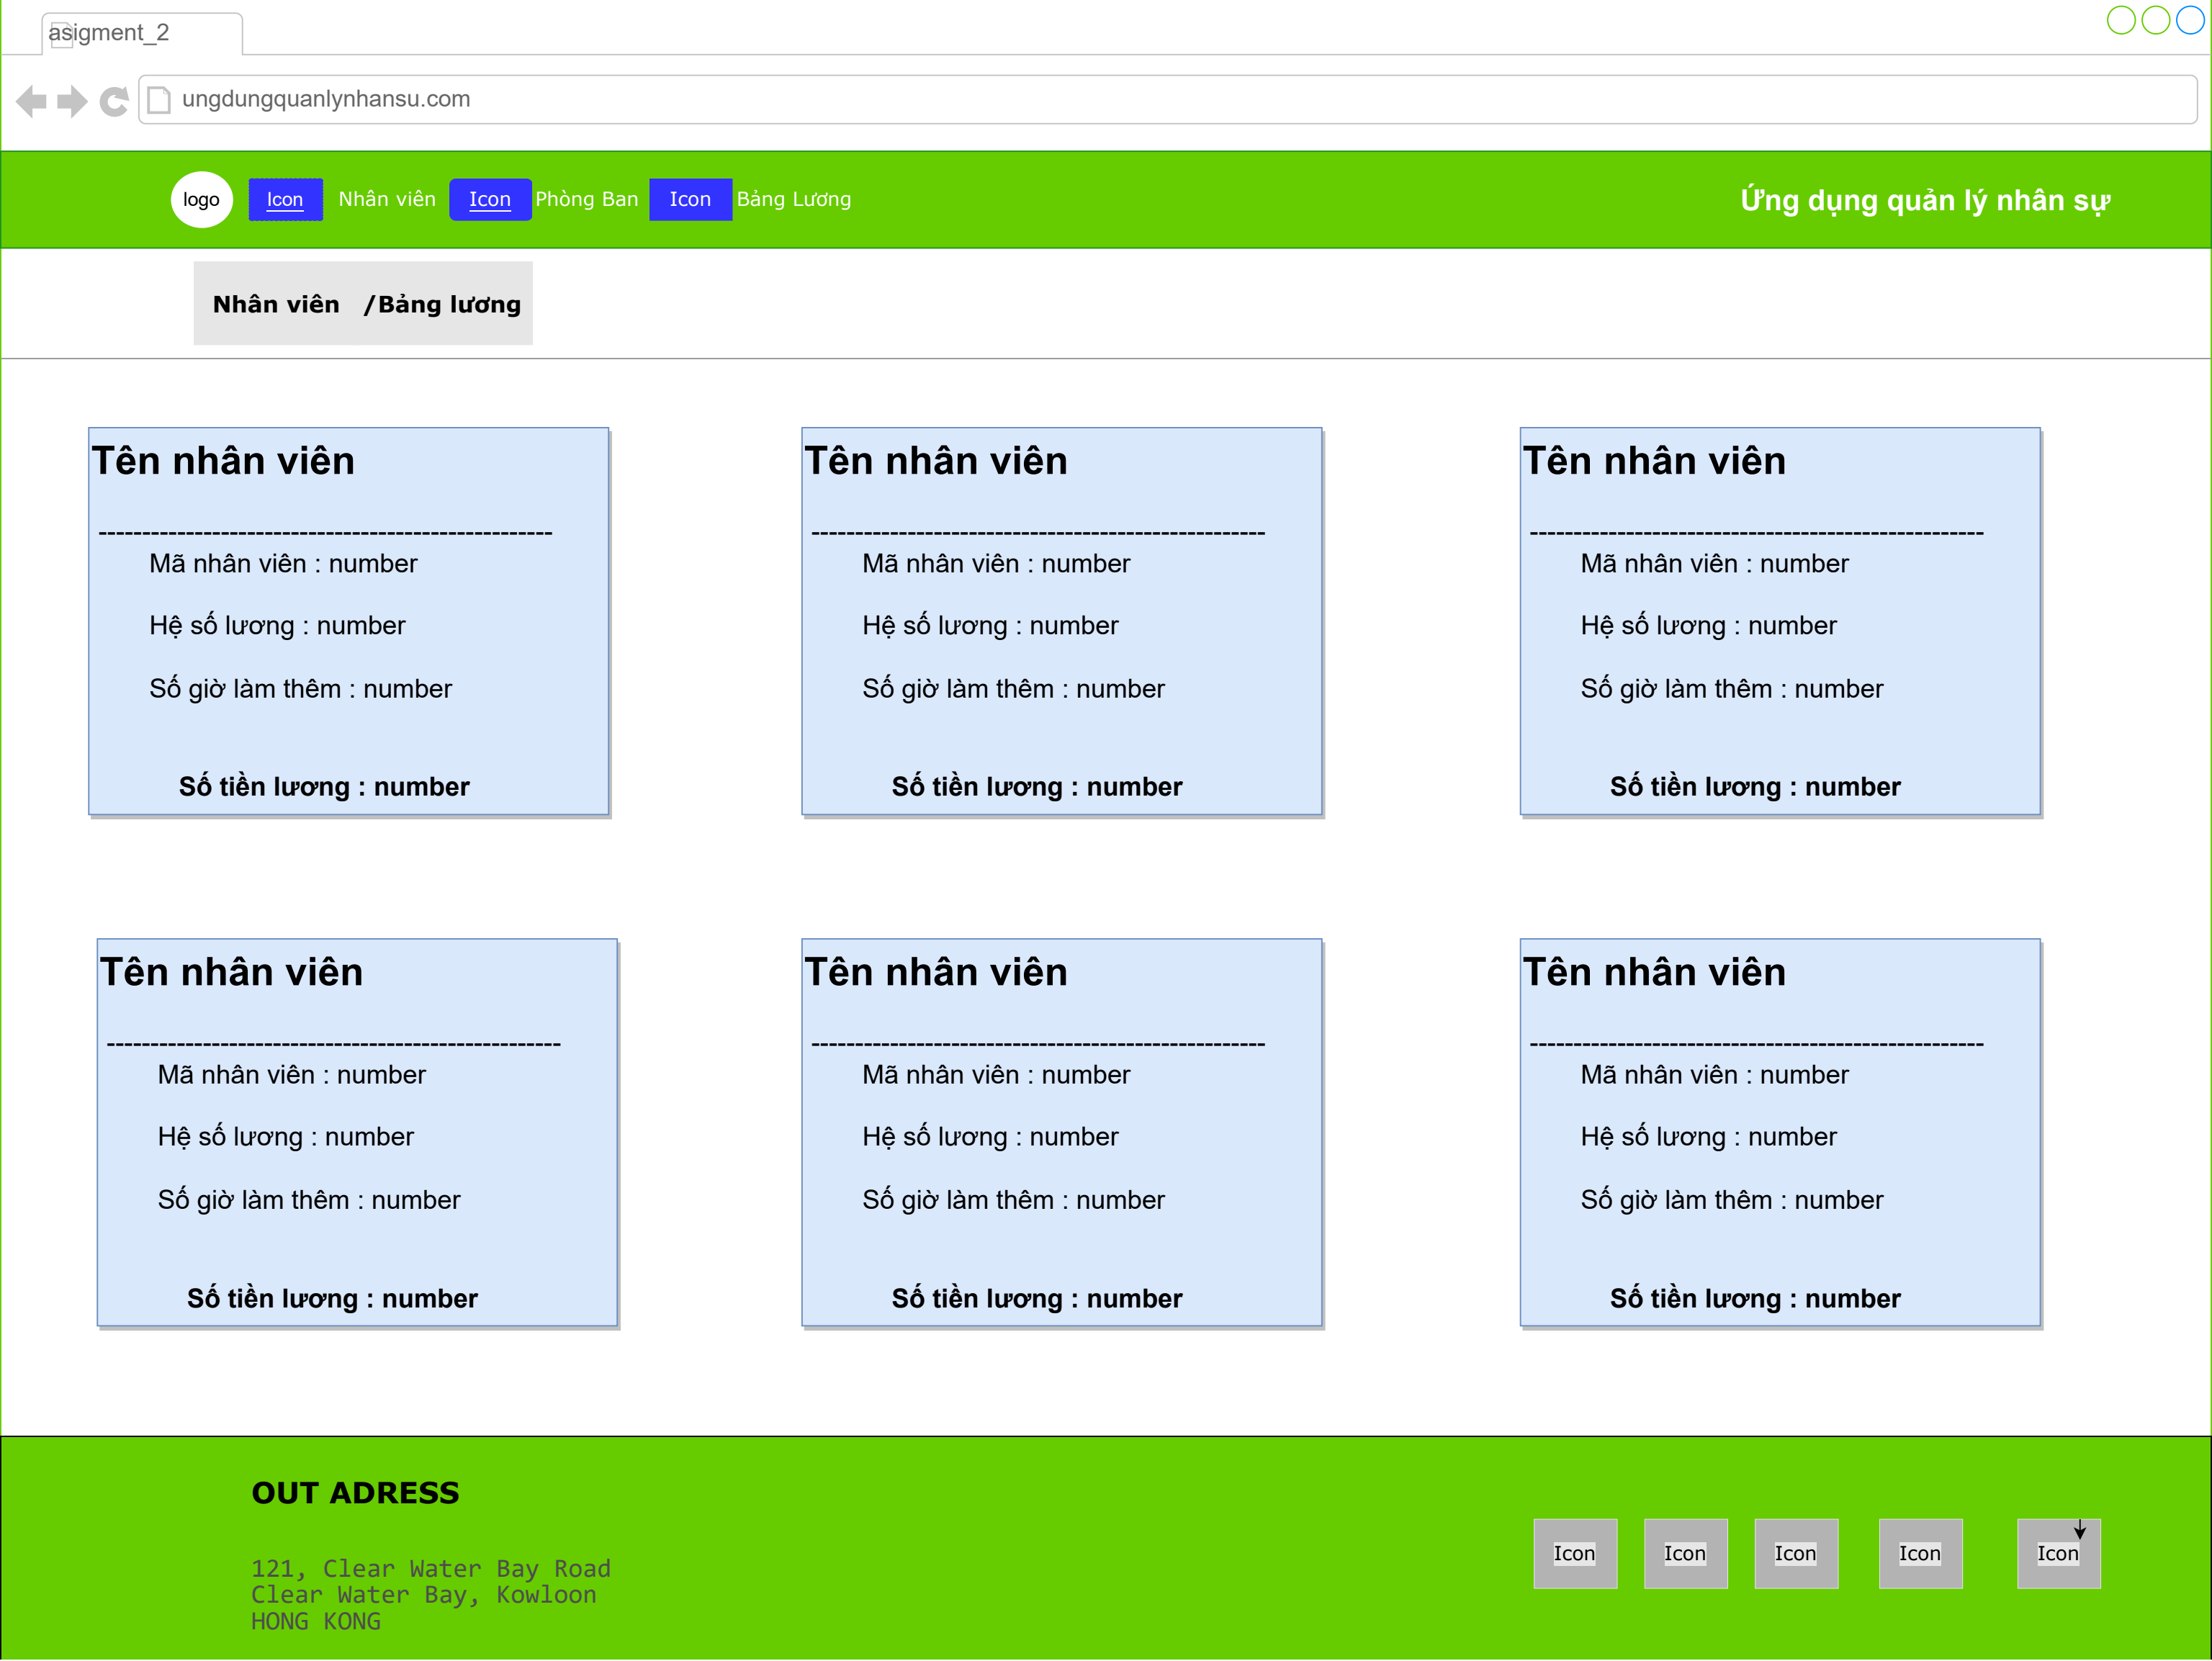 asigment_2
ungdungquanlynhansu.com
logo Icon Nhân viên Icon Phòng Ban Icon Bảng Lương Ứng dụng quản lý nhân sự
Nhân viên /Bảng lương
Tên nhân viên
----------------------------------------------------
Mã nhân viên : number
Hệ số lương : number
Số giờ làm thêm : number
Số tiền lương : number
Tên nhân viên
----------------------------------------------------
Mã nhân viên : number
Hệ số lương : number
Số giờ làm thêm : number
Số tiền lương : number
Tên nhân viên
----------------------------------------------------
Mã nhân viên : number
Hệ số lương : number
Số giờ làm thêm : number
Số tiền lương : number
Tên nhân viên
----------------------------------------------------
Mã nhân viên : number
Hệ số lương : number
Số giờ làm thêm : number
Số tiền lương : number
Tên nhân viên
----------------------------------------------------
Mã nhân viên : number
Hệ số lương : number
Số giờ làm thêm : number
Số tiền lương : number
Tên nhân viên
----------------------------------------------------
Mã nhân viên : number
Hệ số lương : number
Số giờ làm thêm : number
Số tiền lương : number
OUT ADRESS
121, Clear Water Bay Road
Clear Water Bay, Kowloon
HONG KONG
Icon Icon Icon Icon Icon